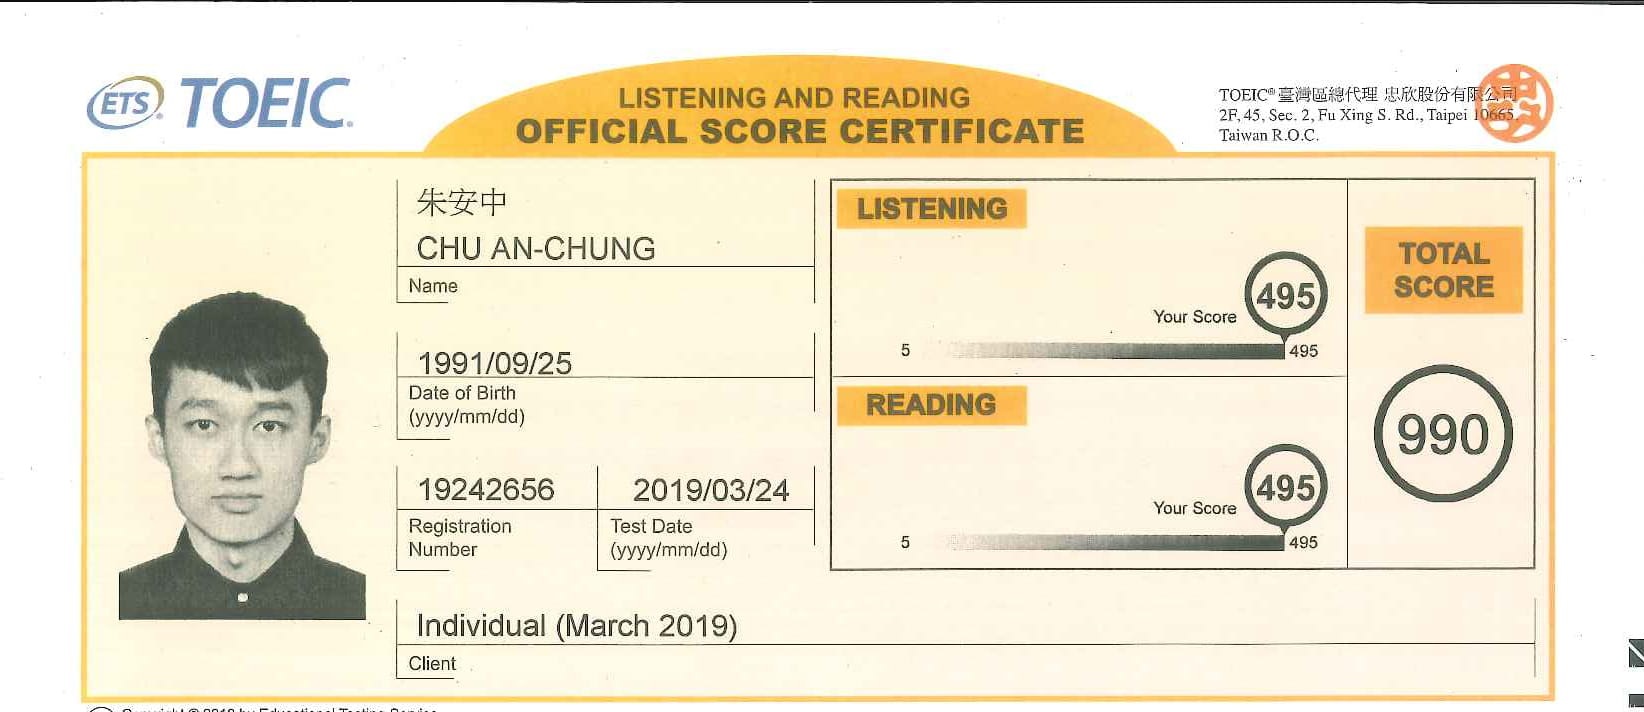 ETS® TOEIC®
LISTENING AND READING
OFFICIAL SCORE CERTIFICATE
TOEIC® 臺灣區總代理 忠欣股份有限公司
2F, 45, Sec. 2, Fu Xing S. Rd., Taipei 10665,
Taiwan R.O.C.
朱安中
CHU AN-CHUNG
Name
1991/09/25
Date of Birth
(yyyy/mm/dd)
19242656
Registration
Number
2019/03/24
Test Date
(yyyy/mm/dd)
Individual (March 2019)
Client
LISTENING
Your Score
495
5
495
READING
Your Score
495
5
495
TOTAL
SCORE
990